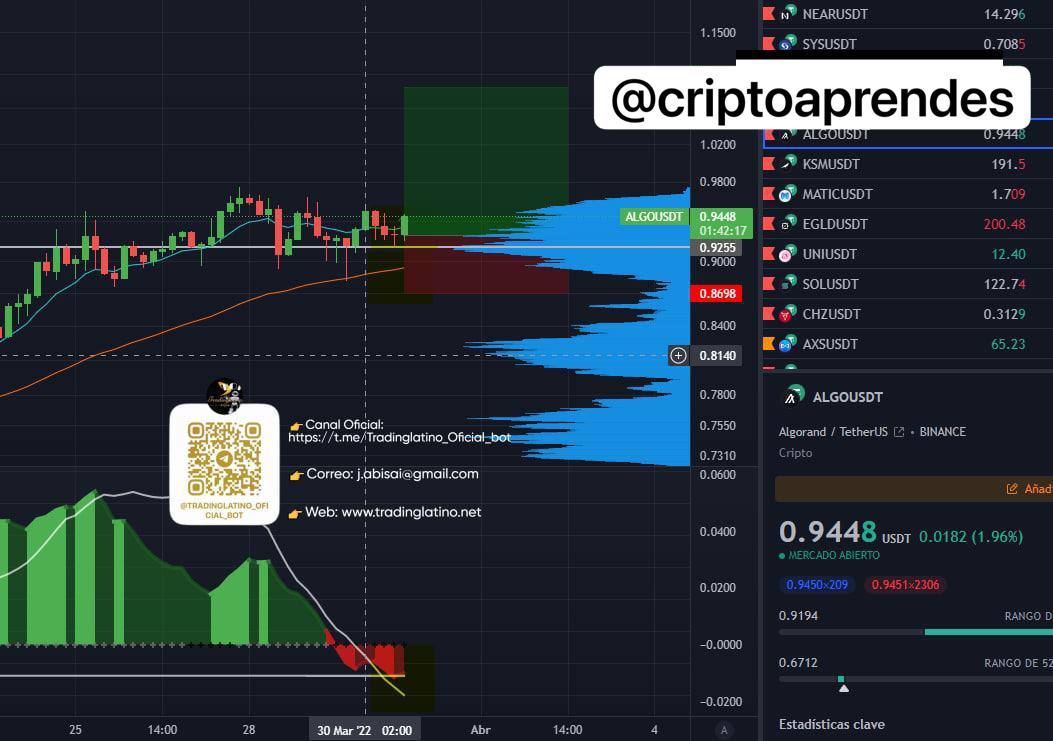 1.1500
1.0200
0.9800
ALGOUSDT 0.9448
01:42:17
0.9255
0.9000
0.8698
0.8400
0.8140
0.7800
0.7550
0.7310
0.0600
0.0400
0.0200
−0.0000
−0.0200
25 14:00 28 30 Mar '22 02:00 Abr 14:00 4 A
👉 Canal Oficial:
https://t.me/Tradinglatino_Oficial_bot
👉 Correo: j.abisai@gmail.com
👉 Web: www.tradinglatino.net
@TRADINGLATINO_OFI
CIAL_BOT
NEARUSDT 14.296
SYSUSDT 0.7085
@criptoaprendes
ALGOUSDT 0.9448
KSMUSDT 191.5
MATICUSDT 1.709
EGLDUSDT 200.48
UNIUSDT 12.40
SOLUSDT 122.74
CHZUSDT 0.3129
AXSUSDT 65.23
ALGOUSDT
Algorand / TetherUS • BINANCE
Cripto
Añad
0.9448 USDT 0.0182 (1.96%)
MERCADO ABIERTO
0.9450×209 0.9451×2306
0.9194 RANGO D
0.6712 RANGO DE 52
Estadísticas clave